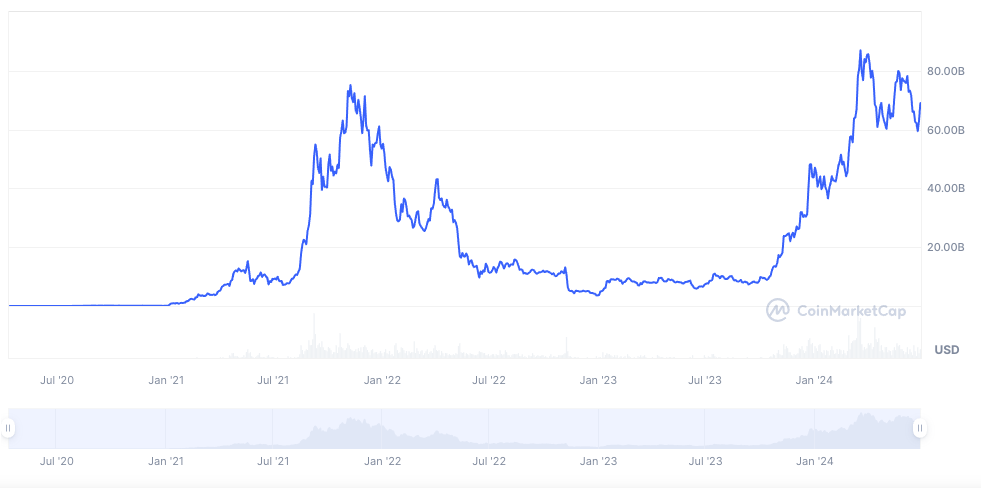 80.00B
60.00B
40.00B
20.00B
CoinMarketCap
USD
Jul '20 Jan '21 Jul '21 Jan '22 Jul '22 Jan '23 Jul '23 Jan '24
Jul '20 Jan '21 Jul '21 Jan '22 Jul '22 Jan '23 Jul '23 Jan '24